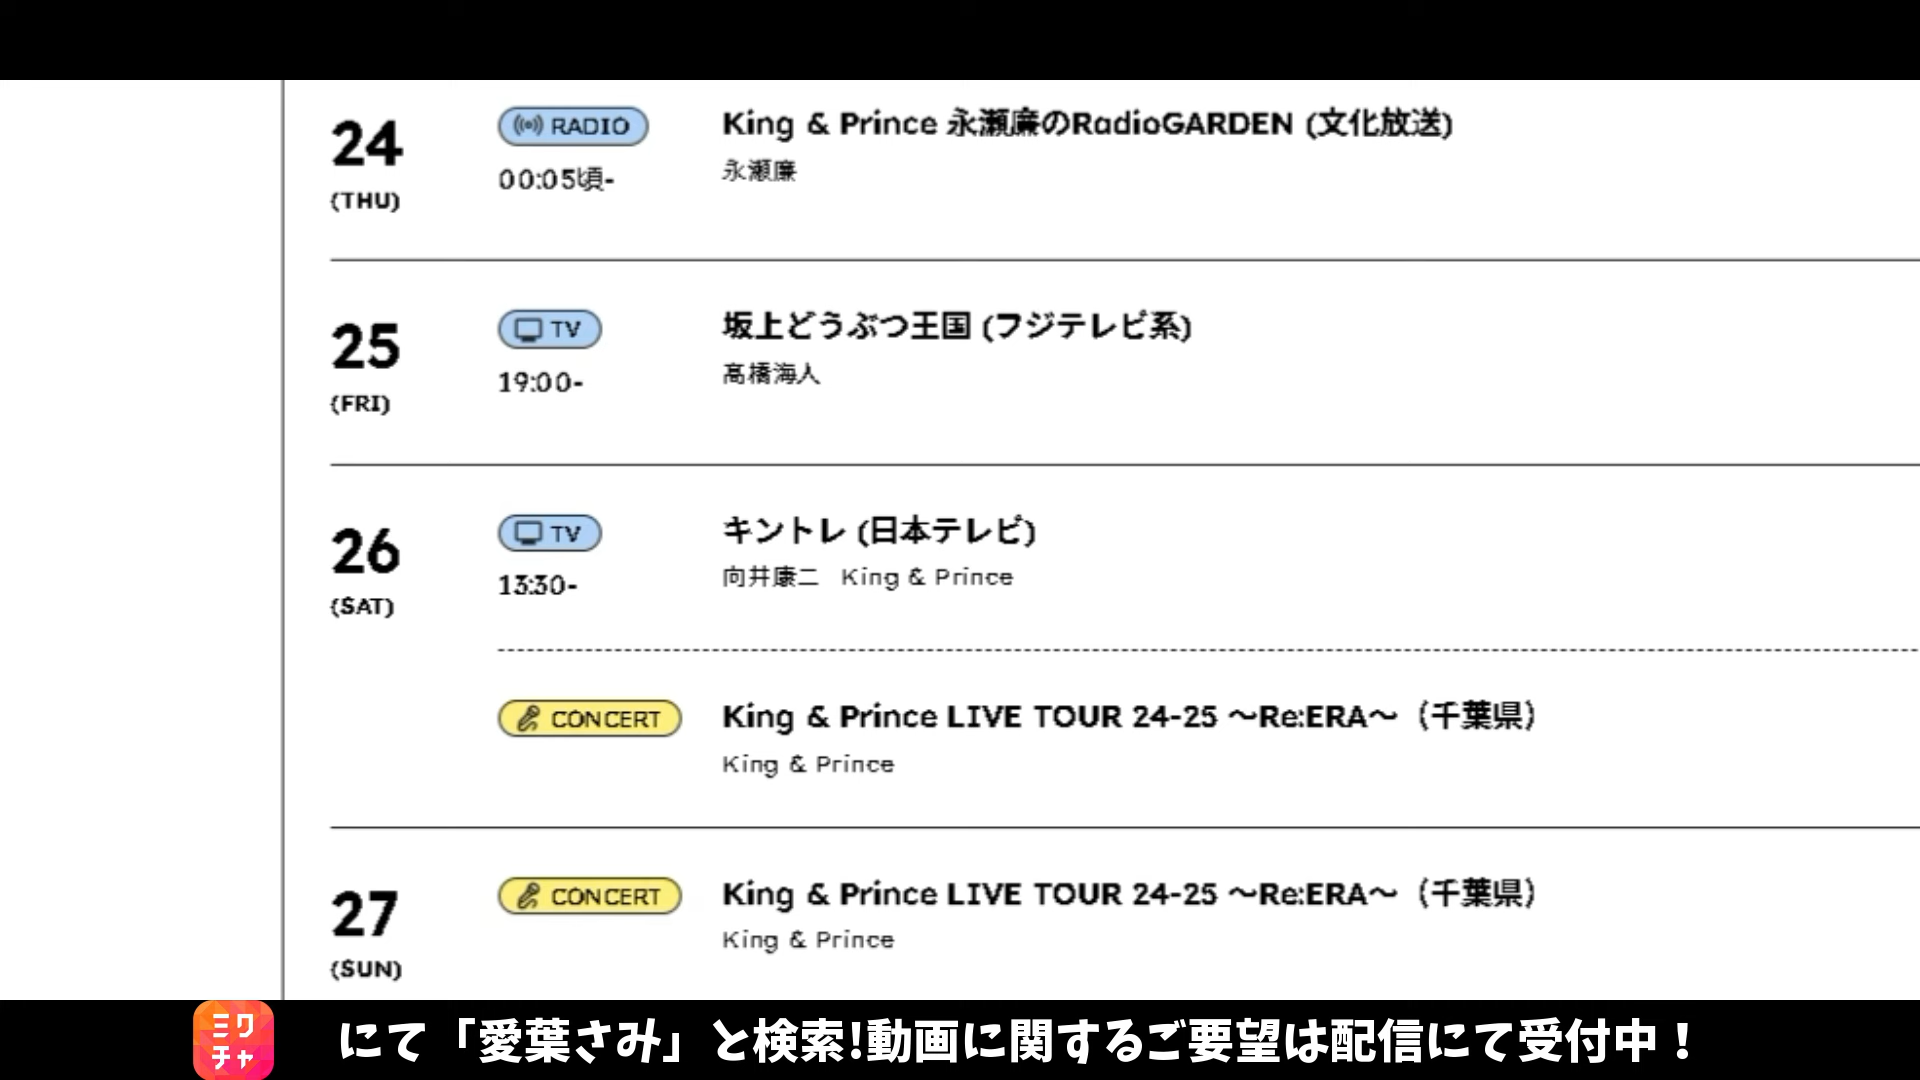 24
(THU)
RADIO
00:05頃-
King & Prince 永瀬廉のRadioGARDEN (文化放送)
永瀬廉
25
(FRI)
TV
19:00-
坂上どうぶつ王国 (フジテレビ系)
髙橋海人
26
(SAT)
TV
13:30-
キントレ (日本テレビ)
向井康二 King & Prince
CONCERT
King & Prince LIVE TOUR 24-25 ～Re:ERA～（千葉県）
King & Prince
27
(SUN)
CONCERT
King & Prince LIVE TOUR 24-25 ～Re:ERA～（千葉県）
King & Prince
ミクチャ
にて「愛葉さみ」と検索!動画に関するご要望は配信にて受付中！